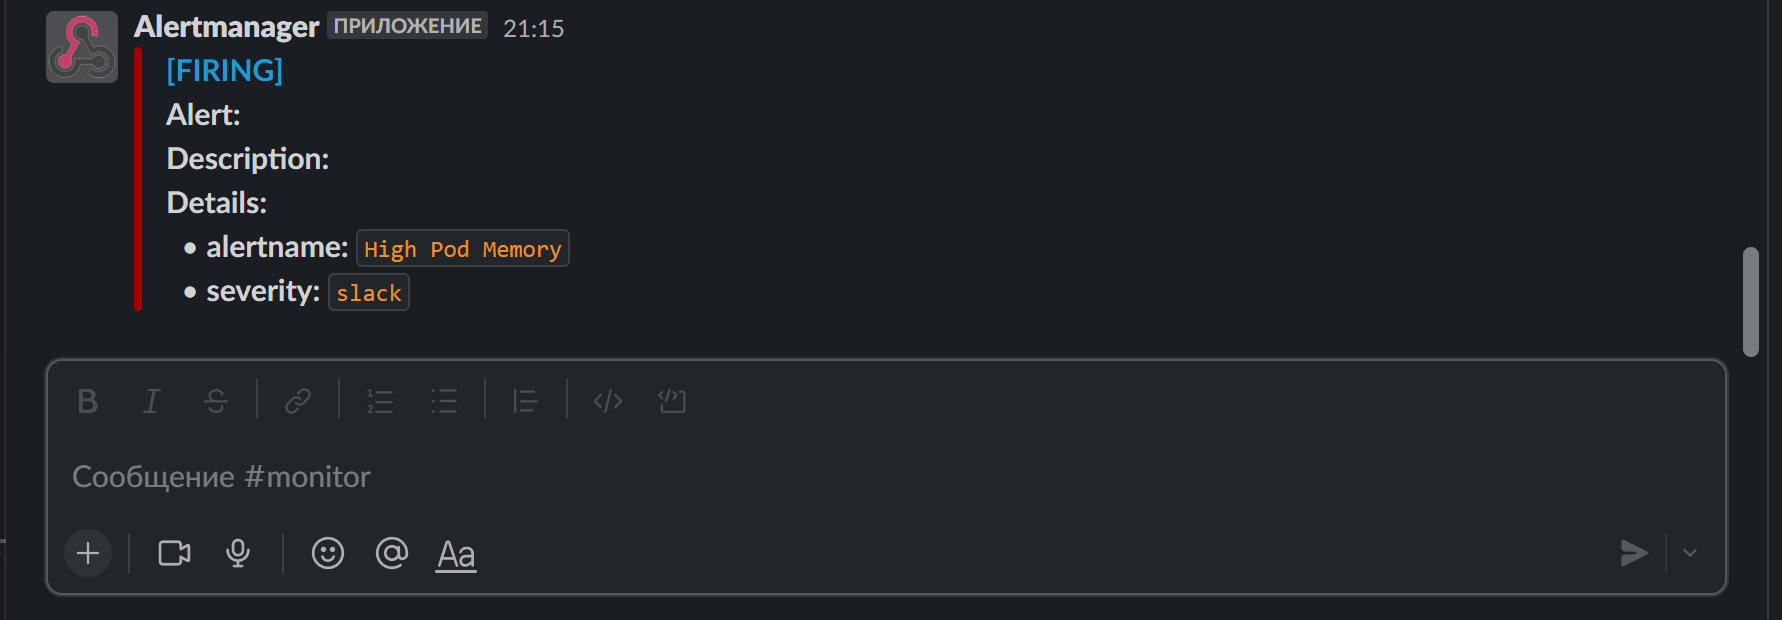 Alertmanager ПРИЛОЖЕНИЕ 21:15
[FIRING]
Alert:
Description:
Details:
• alertname: High Pod Memory
• severity: slack
B I S 
Сообщение #monitor
Aa